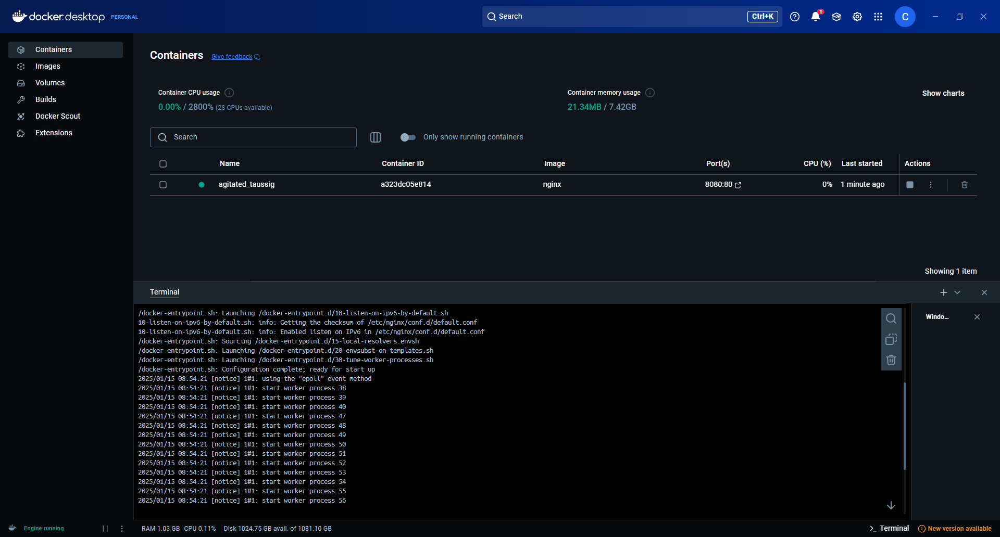 docker.desktop PERSONAL
Search Ctrl+K
1
C
Containers
Images
Volumes
Builds
Docker Scout
Extensions
Containers Give feedback
Container CPU usage
0.00% / 2800% (28 CPUs available)
Container memory usage
21.34MB / 7.42GB
Show charts
Search
Only show running containers
Name Container ID Image Port(s) CPU (%) Last started Actions
agitated_taussig a323dc05e814 nginx 8080:80 0% 1 minute ago
Showing 1 item
Terminal
/docker-entrypoint.sh: Launching /docker-entrypoint.d/10-listen-on-ipv6-by-default.sh
10-listen-on-ipv6-by-default.sh: info: Getting the checksum of /etc/nginx/conf.d/default.conf
10-listen-on-ipv6-by-default.sh: info: Enabled listen on IPv6 in /etc/nginx/conf.d/default.conf
/docker-entrypoint.sh: Sourcing /docker-entrypoint.d/15-local-resolvers.envsh
/docker-entrypoint.sh: Launching /docker-entrypoint.d/20-envsubst-on-templates.sh
/docker-entrypoint.sh: Launching /docker-entrypoint.d/30-tune-worker-processes.sh
/docker-entrypoint.sh: Configuration complete; ready for start up
2025/01/15 08:54:21 [notice] 1#1: using the "epoll" event method
2025/01/15 08:54:21 [notice] 1#1: start worker process 38
2025/01/15 08:54:21 [notice] 1#1: start worker process 39
2025/01/15 08:54:21 [notice] 1#1: start worker process 40
2025/01/15 08:54:21 [notice] 1#1: start worker process 47
2025/01/15 08:54:21 [notice] 1#1: start worker process 48
2025/01/15 08:54:21 [notice] 1#1: start worker process 49
2025/01/15 08:54:21 [notice] 1#1: start worker process 50
2025/01/15 08:54:21 [notice] 1#1: start worker process 51
2025/01/15 08:54:21 [notice] 1#1: start worker process 52
2025/01/15 08:54:21 [notice] 1#1: start worker process 53
2025/01/15 08:54:21 [notice] 1#1: start worker process 54
2025/01/15 08:54:21 [notice] 1#1: start worker process 55
2025/01/15 08:54:21 [notice] 1#1: start worker process 56
Windo...
Engine running
RAM 1.03 GB CPU 0.11% Disk 1024.75 GB avail. of 1081.10 GB
>_ Terminal
New version available